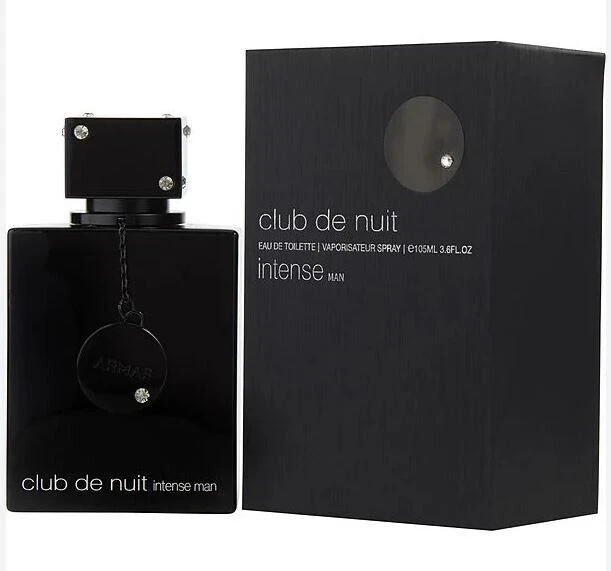 ARMAF
club de nuit intense man
club de nuit
EAU DE TOILETTE | VAPORISATEUR SPRAY | ℮105ML 3.6FL.OZ
intense MAN